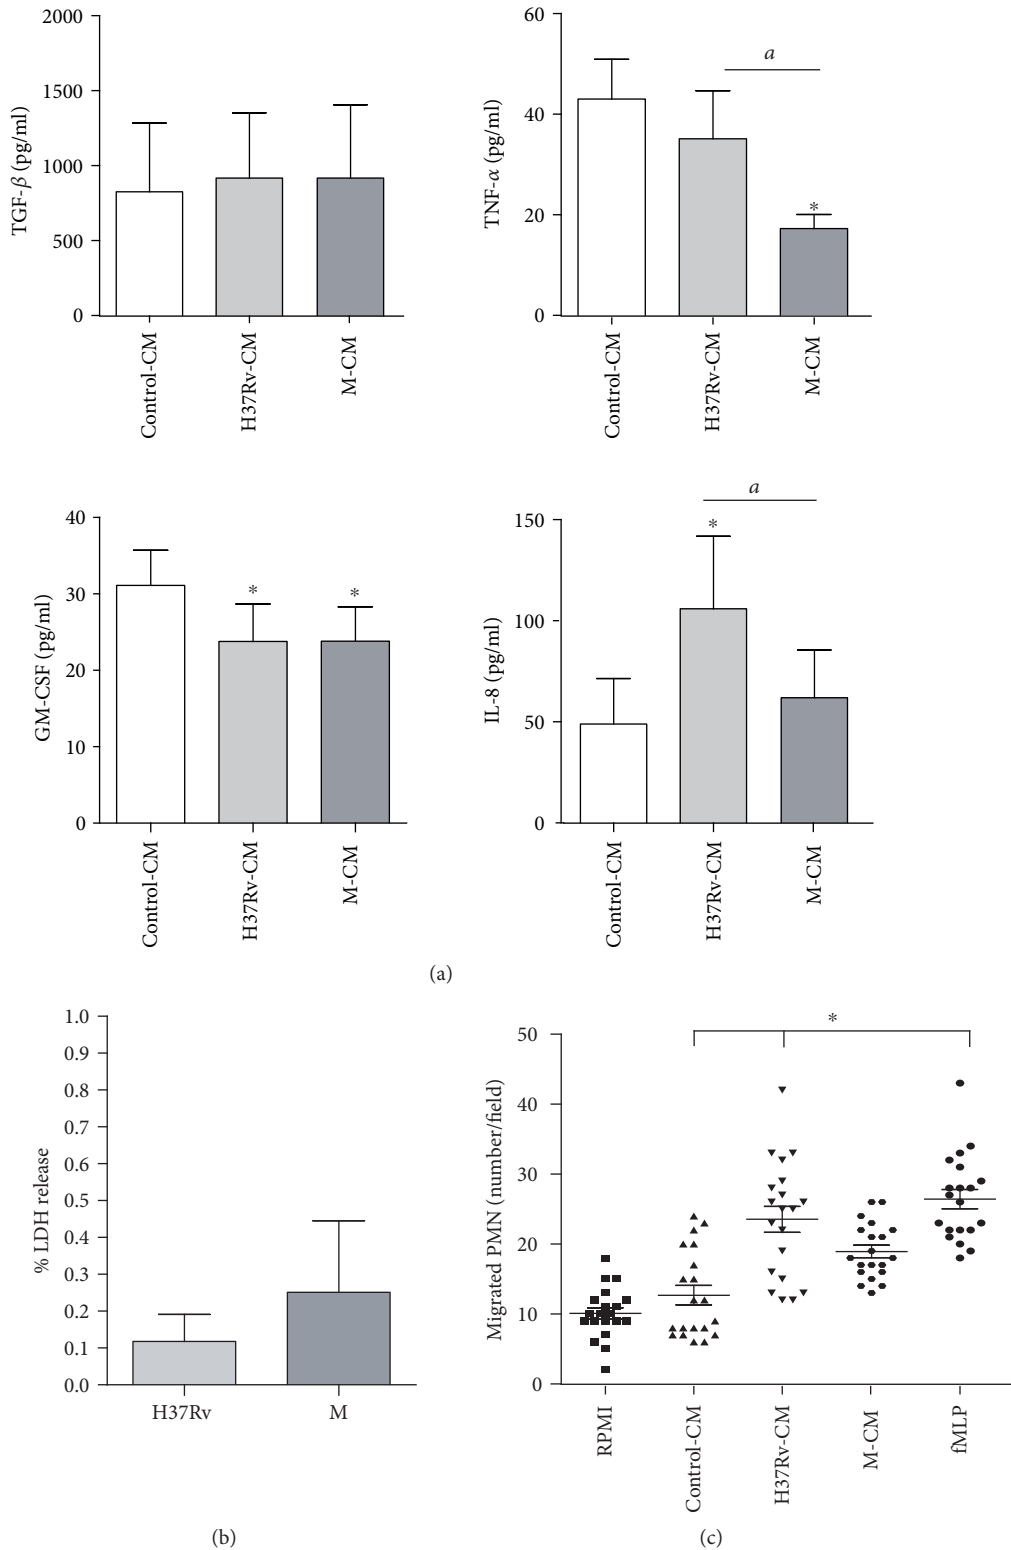 2000
1500
1000
500
0
TGF-β (pg/ml)
Control-CM
H37Rv-CM
M-CM
60
40
20
0
TNF-α (pg/ml)
a
*
Control-CM
H37Rv-CM
M-CM
40
30
20
10
0
GM-CSF (pg/ml)
*
*
Control-CM
H37Rv-CM
M-CM
150
100
50
0
IL-8 (pg/ml)
a
*
Control-CM
H37Rv-CM
M-CM
(a)
1.0
0.9
0.8
0.7
0.6
0.5
0.4
0.3
0.2
0.1
0.0
% LDH release
H37Rv
M
(b)
50
40
30
20
10
0
Migrated PMN (number/field)
*
RPMI
Control-CM
H37Rv-CM
M-CM
fMLP
(c)